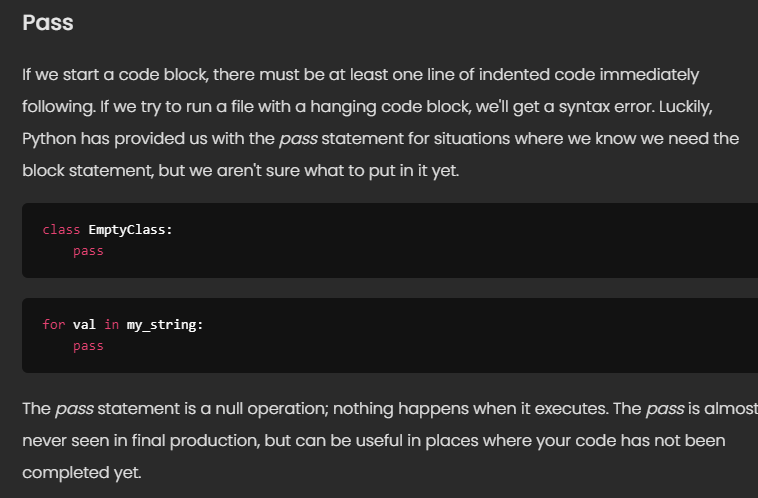 Pass
If we start a code block, there must be at least one line of indented code immediately
following. If we try to run a file with a hanging code block, we'll get a syntax error. Luckily,
Python has provided us with the pass statement for situations where we know we need the
block statement, but we aren't sure what to put in it yet.
class EmptyClass:
    pass
for val in my_string:
    pass
The pass statement is a null operation; nothing happens when it executes. The pass is almost
never seen in final production, but can be useful in places where your code has not been
completed yet.